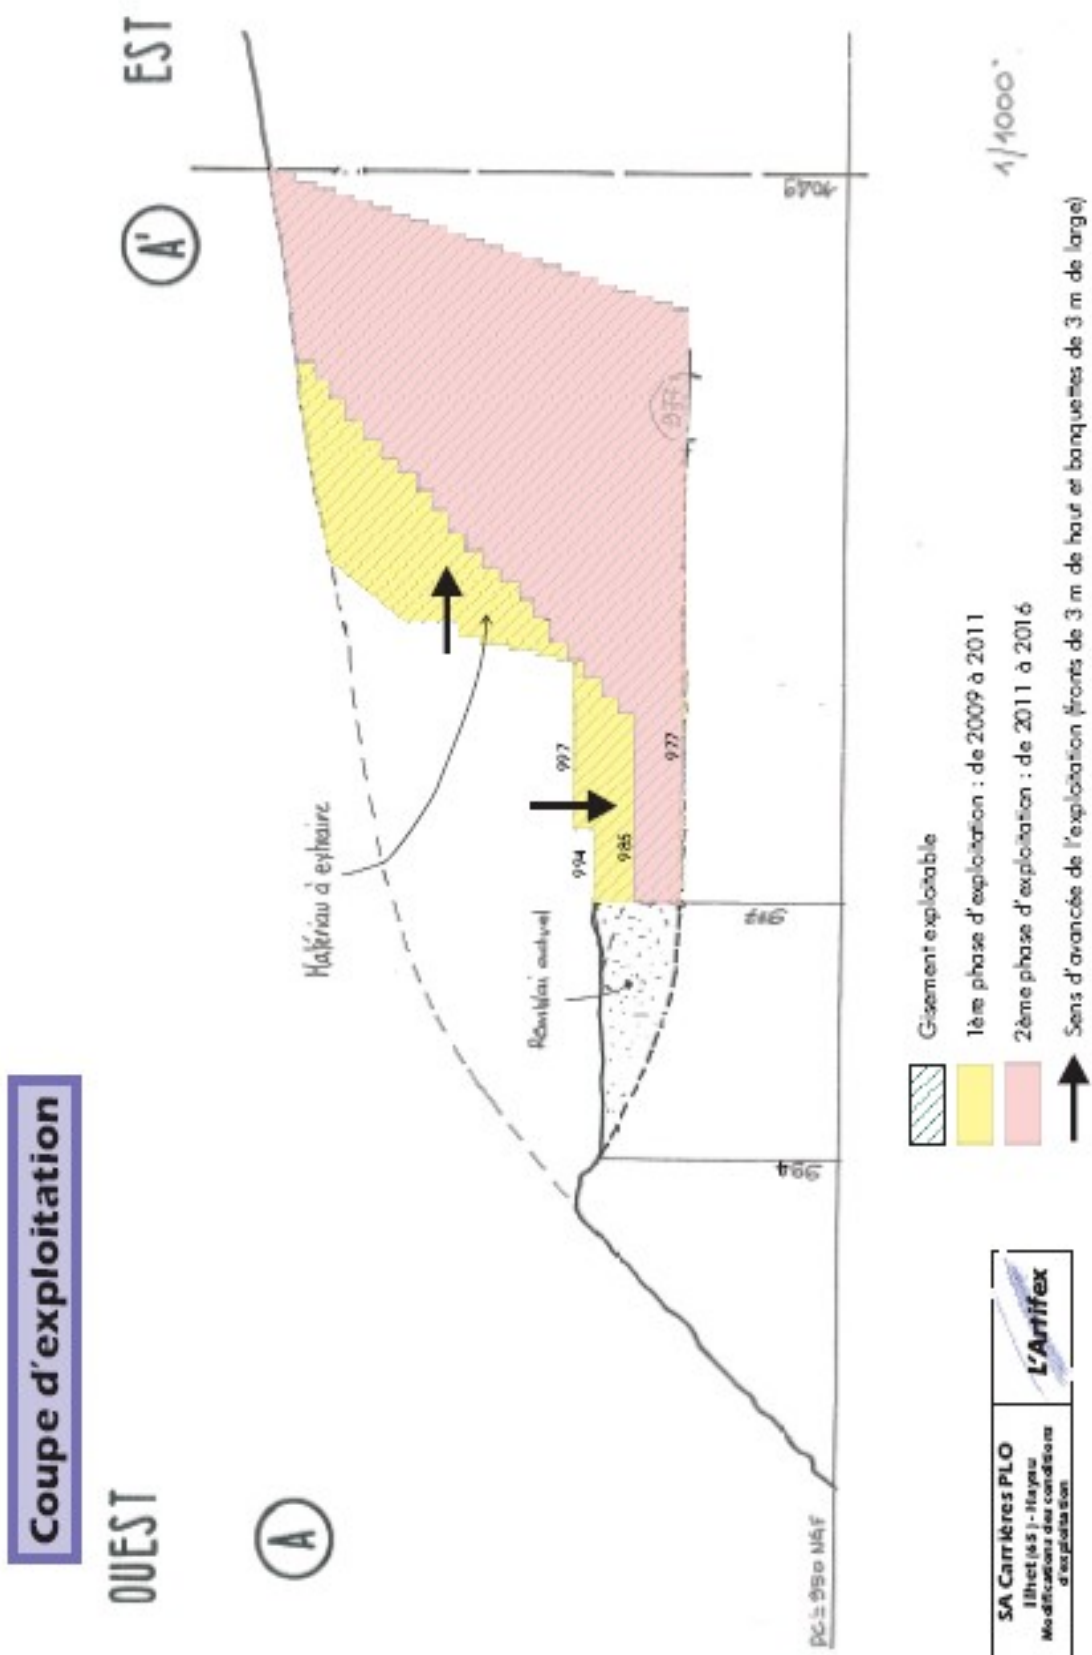 Coupe d'exploitation
OUEST
EST
A
A'
Matériau à extraire
Remblai actuel
994
997
985
977
977
1049
PC = 950 NGF
1/1000°
Gisement exploitable
1ère phase d'exploitation : de 2009 à 2011
2ème phase d'exploitation : de 2011 à 2016
Sens d'avancée de l'exploitation (fronts de 3 m de haut et banquettes de 3 m de large)
SA Carrières PLO
Ilhet (65) - Hayau
Modifications des conditions
d'exploitation
L'Artifex